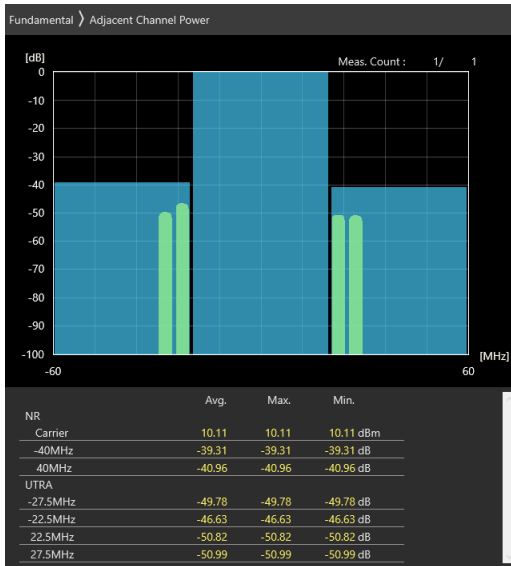 Fundamental 〉 Adjacent Channel Power
[dB]
Meas. Count : 1/ 1
0
-10
-20
-30
-40
-50
-60
-70
-80
-90
-100
[MHz]
-60 60
Avg. Max. Min.
NR
Carrier 10.11 10.11 10.11 dBm
-40MHz -39.31 -39.31 -39.31 dB
40MHz -40.96 -40.96 -40.96 dB
UTRA
-27.5MHz -49.78 -49.78 -49.78 dB
-22.5MHz -46.63 -46.63 -46.63 dB
22.5MHz -50.82 -50.82 -50.82 dB
27.5MHz -50.99 -50.99 -50.99 dB